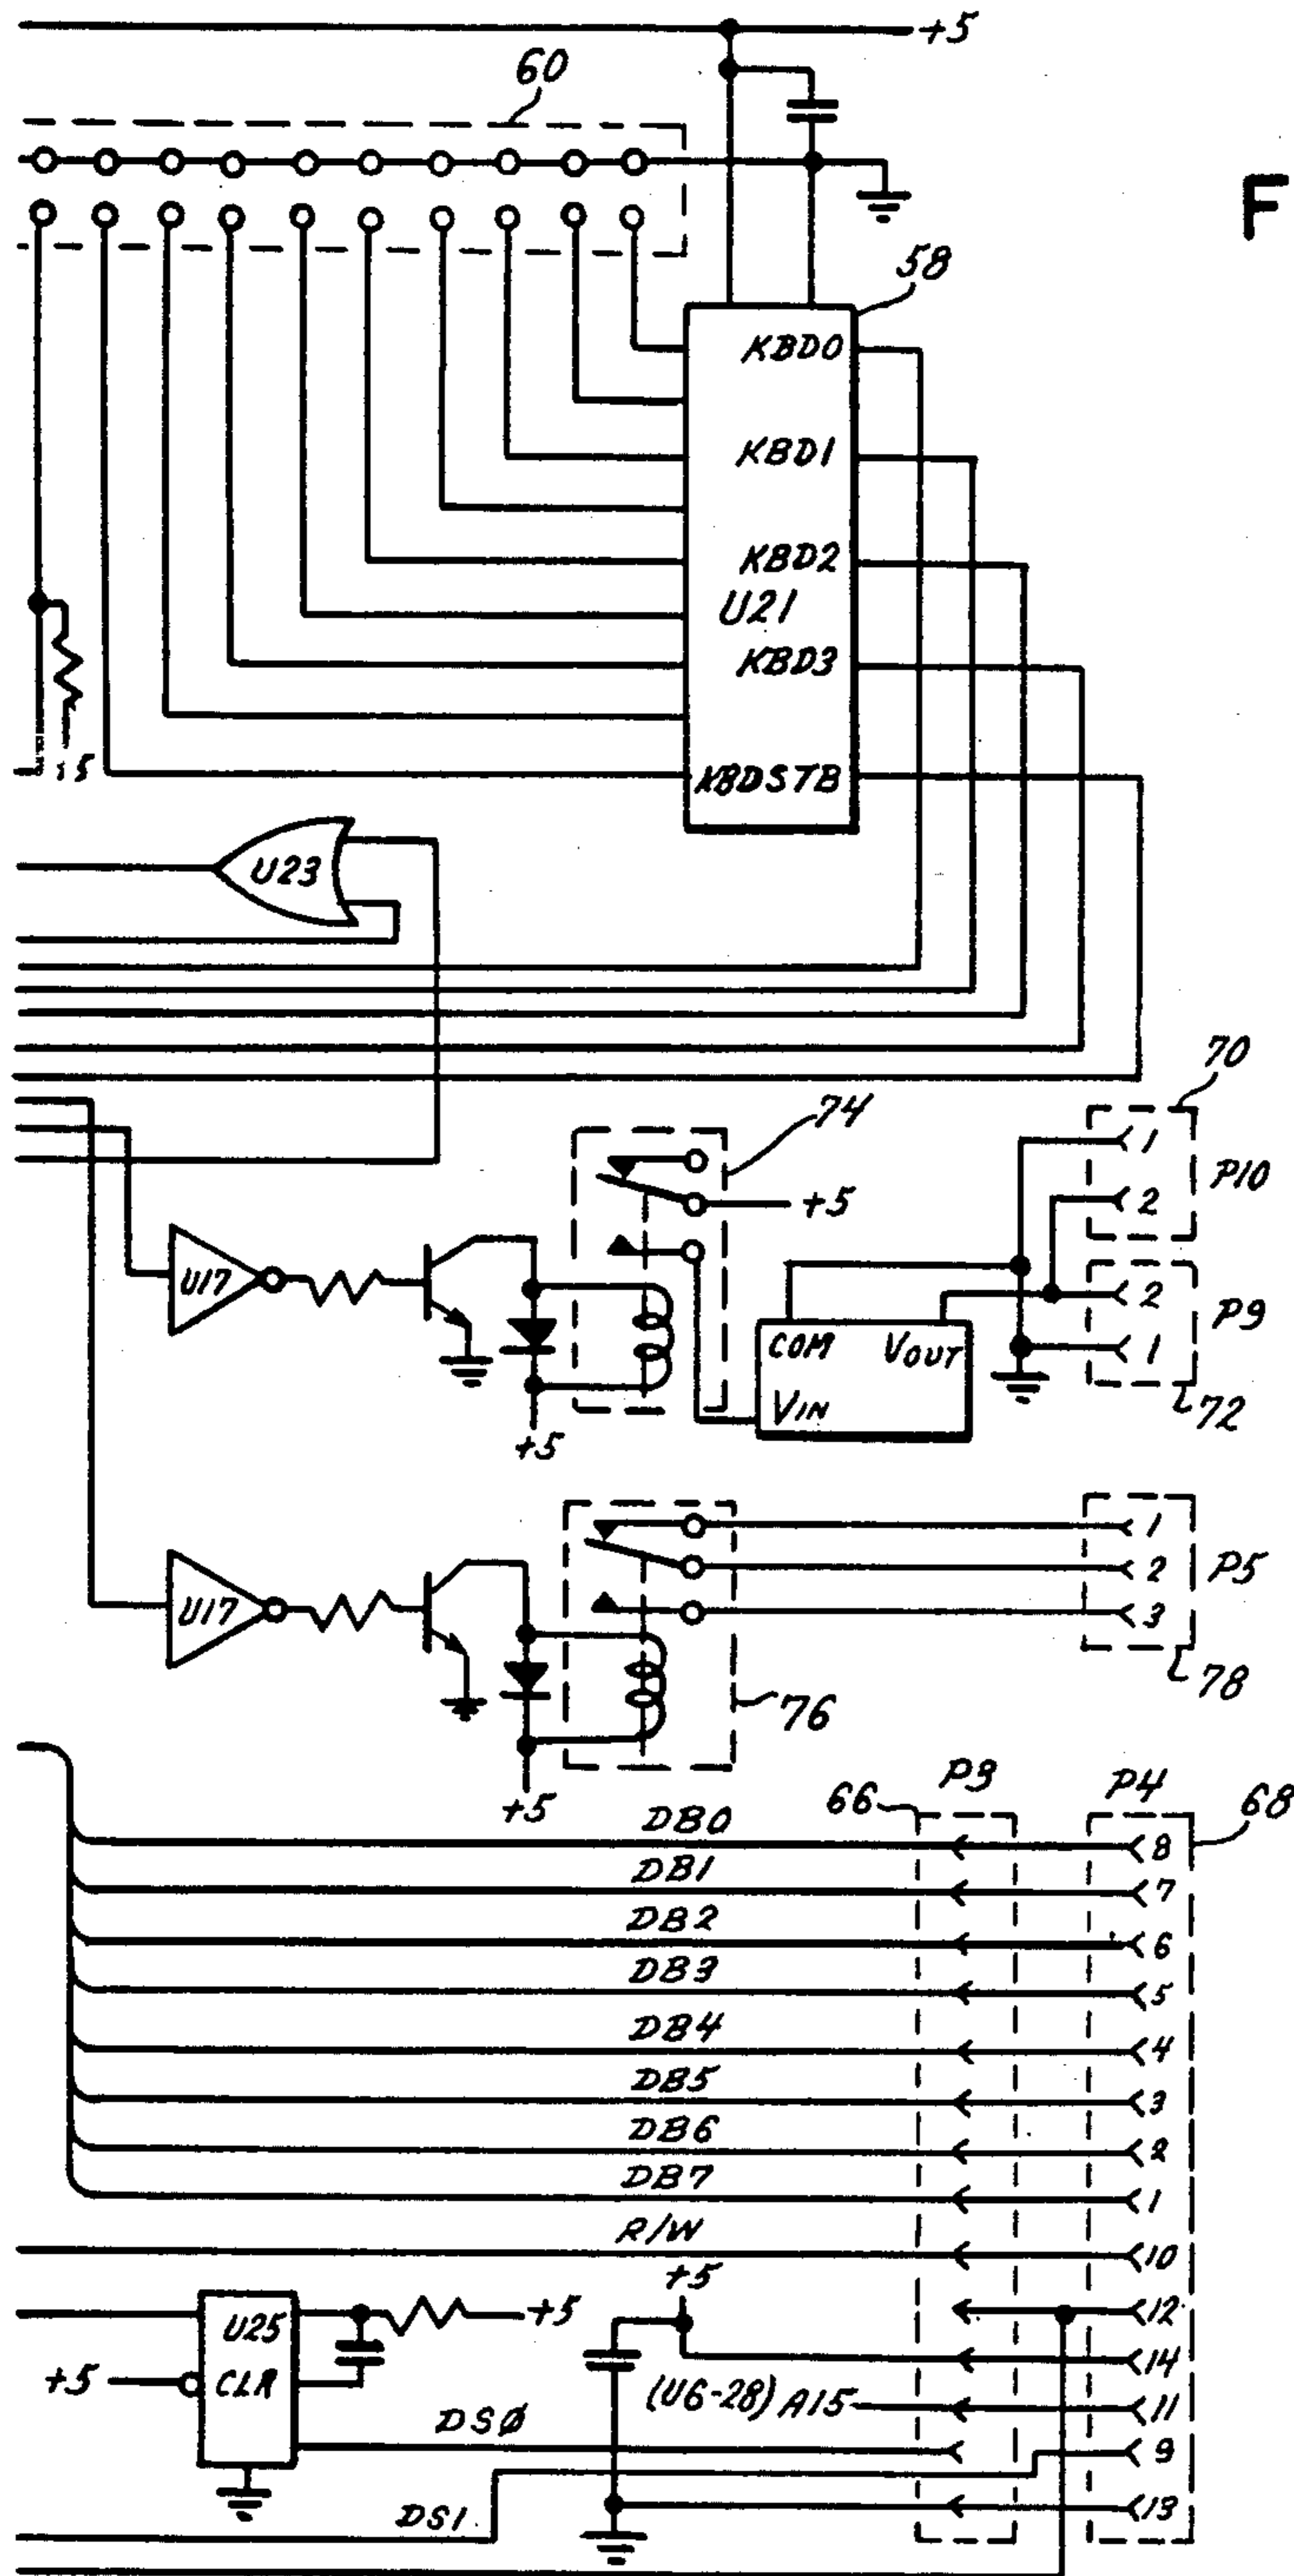 +5
60
F
58
KBD0
KBD1
KBD2
U21
KBD3
+5
KBDSTB
U23
70
74
1
P10
2
+5
U17
2
P9
1
COM VOUT
VIN
72
+5
1
2
P5
3
U17
78
76
+5
P3
P4
66
68
DB0
8
DB1
7
DB2
6
DB3
5
DB4
4
DB5
3
DB6
2
DB7
1
R/W
10
+5
U25
+5
12
14
+5
CLR
(U6-28) A15
11
DSØ
9
DS1
13